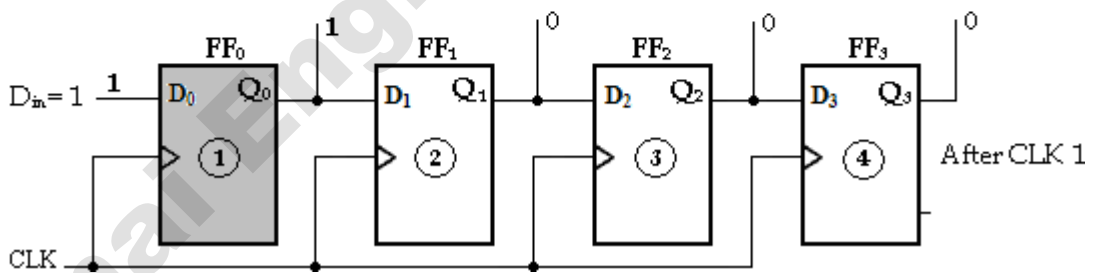 1 0 0 0
FF₀ FF₁ FF₂ FF₃
Dᵢₙ= 1 1 D₀ Q₀ D₁ Q₁ D₂ Q₂ D₃ Q₃
1 2 3 4 After CLK 1
CLK